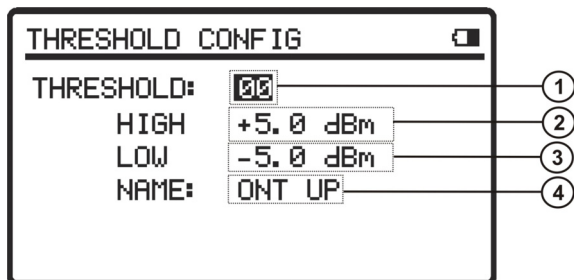 THRESHOLD CONFIG
THRESHOLD: 00 1
HIGH +5.0 dBm 2
LOW -5.0 dBm 3
NAME: ONT UP 4